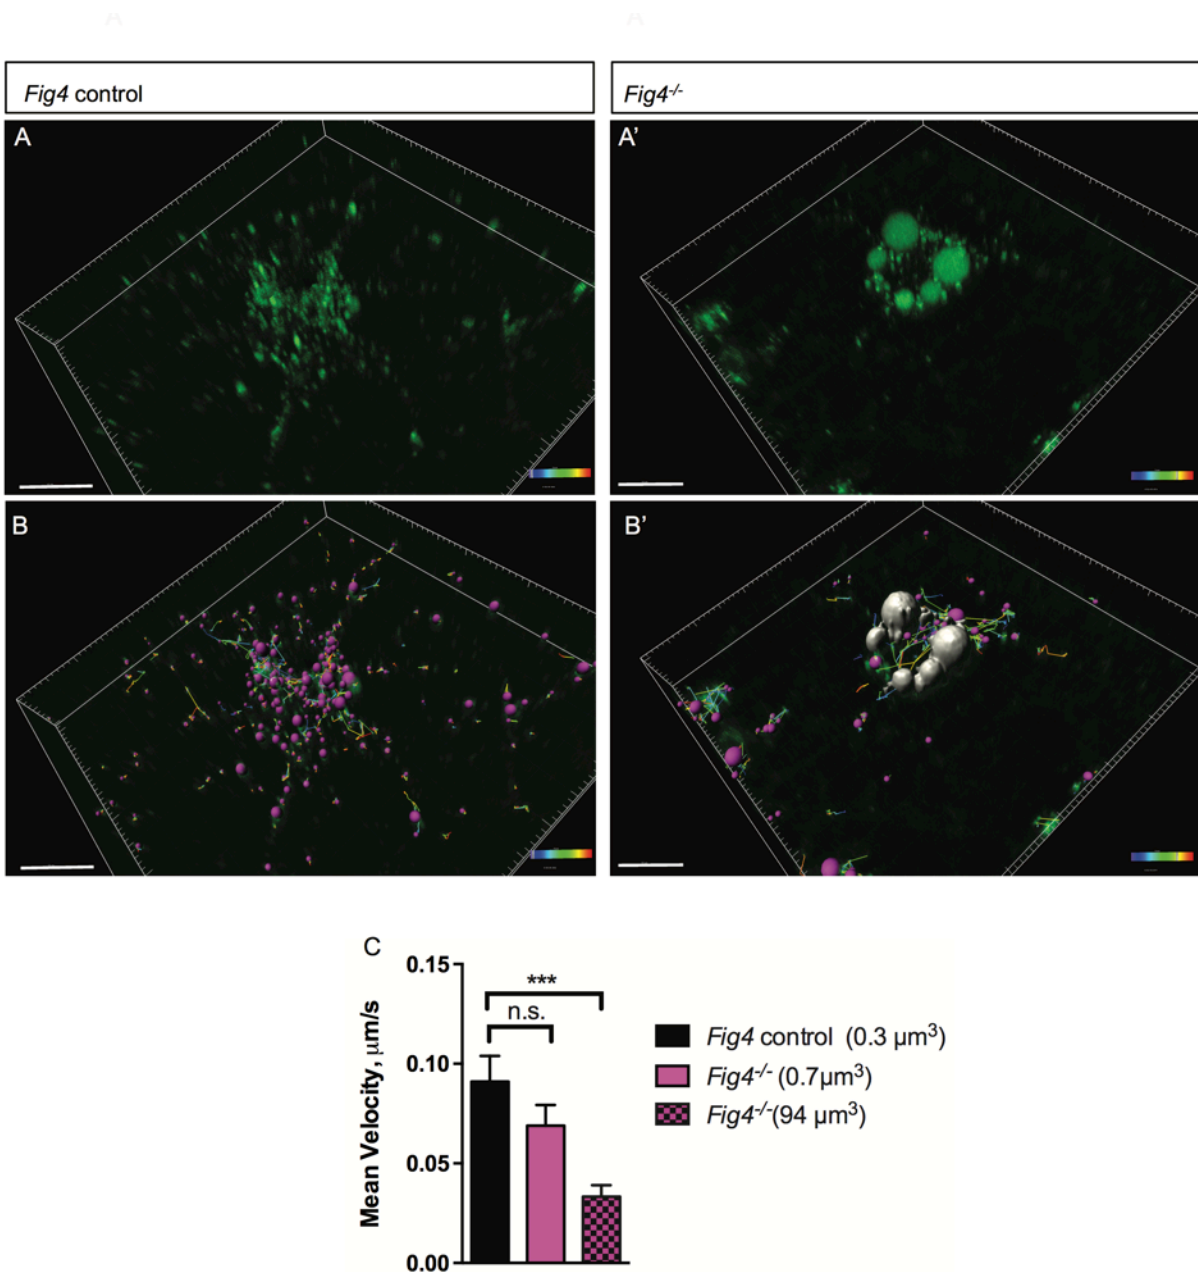 A A
Fig4 control
Fig4-/-
A
A'
B
B'
C
0.15
***
n.s.
0.10
0.05
0.00
Mean Velocity, μm/s
Fig4 control (0.3 μm³)
Fig4-/- (0.7μm³)
Fig4-/-(94 μm³)